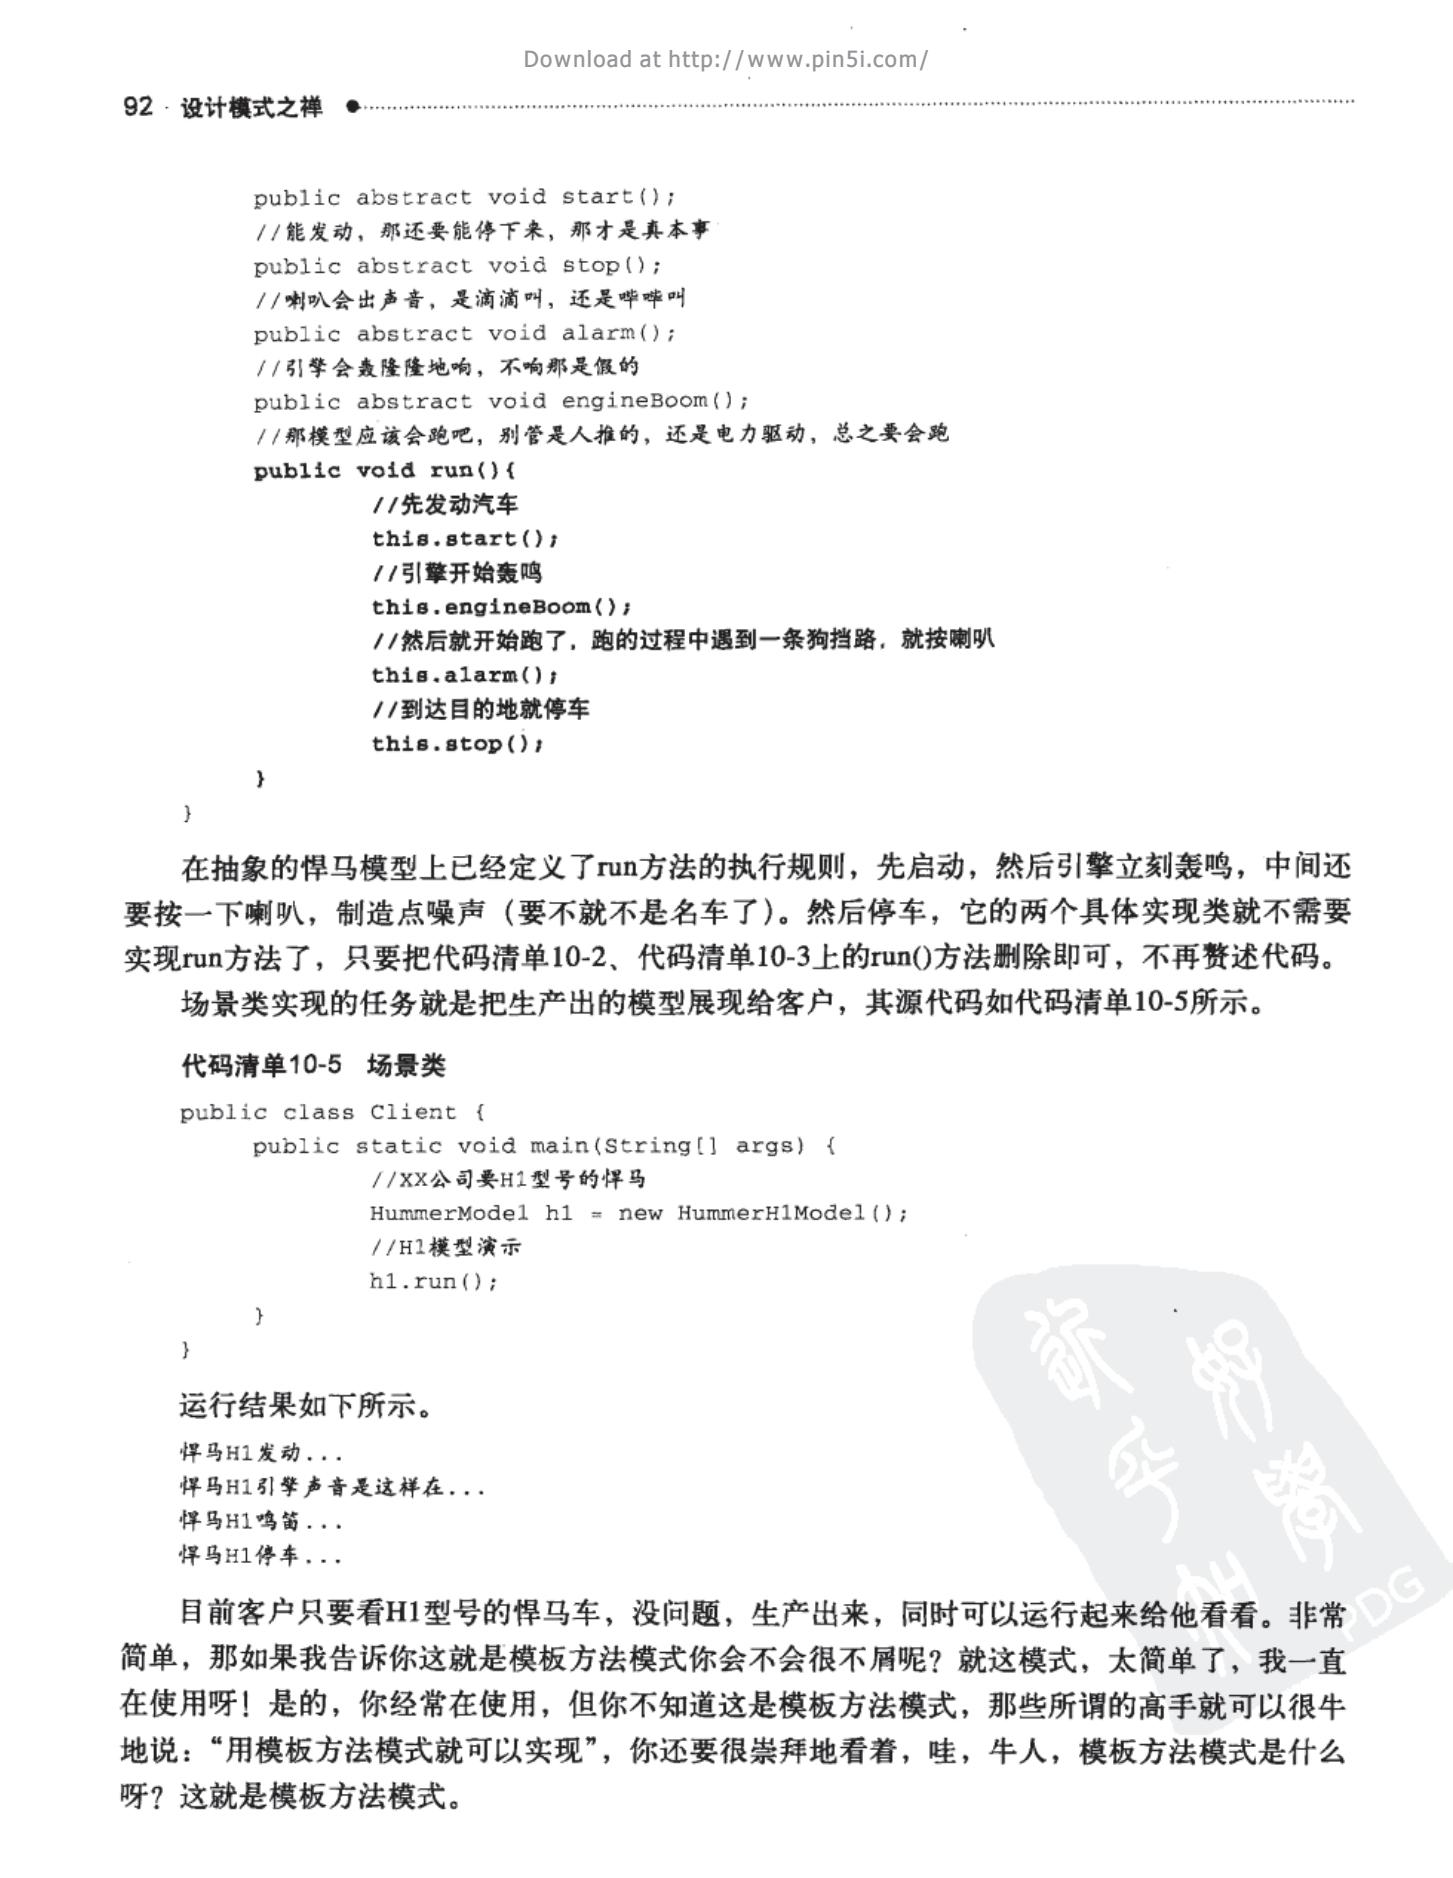 Download at http://www.pin5i.com/
92 · 设计模式之禅
public abstract void start();
//能发动，那还要能停下来，那才是真本事
public abstract void stop();
//喇叭会出声音，是滴滴叫，还是哔哔叫
public abstract void alarm();
//引擎会轰隆隆地响，不响那是假的
public abstract void engineBoom();
//那模型应该会跑吧，别管是人推的，还是电力驱动，总之要会跑
public void run(){
//先发动汽车
this.start();
//引擎开始轰鸣
this.engineBoom();
//然后就开始跑了，跑的过程中遇到一条狗挡路，就按喇叭
this.alarm();
//到达目的地就停车
this.stop();
}
}
在抽象的悍马模型上已经定义了run方法的执行规则，先启动，然后引擎立刻轰鸣，中间还
要按一下喇叭，制造点噪声（要不就不是名车了）。然后停车，它的两个具体实现类就不需要
实现run方法了，只要把代码清单10-2、代码清单10-3上的run()方法删除即可，不再赘述代码。
场景类实现的任务就是把生产出的模型展现给客户，其源代码如代码清单10-5所示。
代码清单10-5 场景类
public class Client {
public static void main(String[] args) {
//XX公司要H1型号的悍马
HummerModel h1 = new HummerH1Model();
//H1模型演示
h1.run();
}
}
运行结果如下所示。
悍马H1发动...
悍马H1引擎声音是这样在...
悍马H1鸣笛...
悍马H1停车...
目前客户只要看H1型号的悍马车，没问题，生产出来，同时可以运行起来给他看看。非常
简单，那如果我告诉你这就是模板方法模式你会不会很不屑呢？就这模式，太简单了，我一直
在使用呀！是的，你经常在使用，但你不知道这是模板方法模式，那些所谓的高手就可以很牛
地说：“用模板方法模式就可以实现”，你还要很崇拜地看着，哇，牛人，模板方法模式是什么
呀？这就是模板方法模式。
PDG